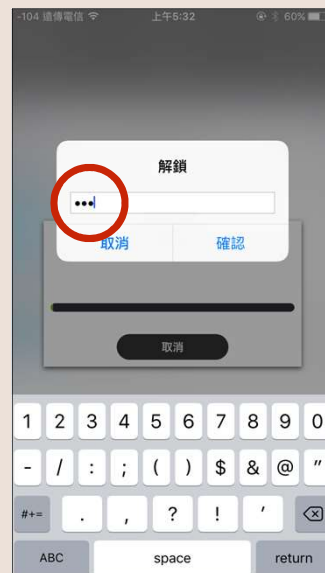 -104 遠傳電信 上午5:32 60%
解鎖
•••
取消 確認
取消
1 2 3 4 5 6 7 8 9 0
- / : ; ( ) $ & @ "
#+= . , ? ! '
ABC space return